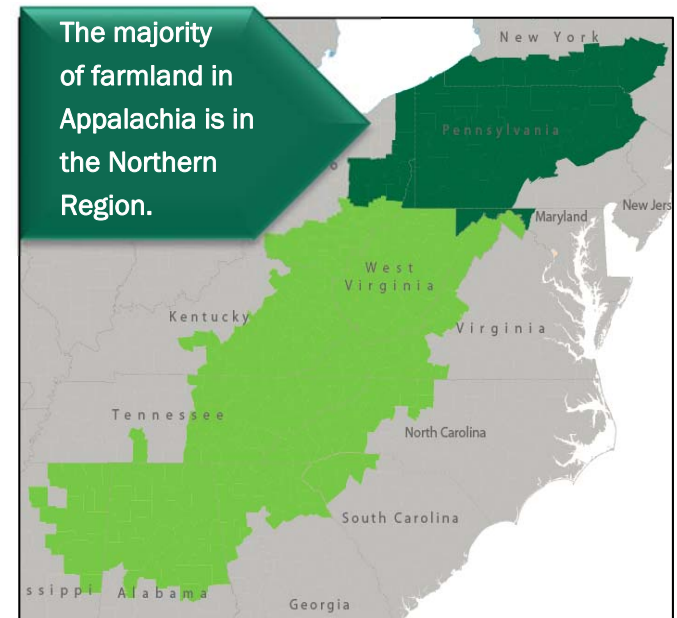 The majority
of farmland in
Appalachia is in
the Northern
Region.
New York
Pennsylvania
o
Maryland
New Jers
West
Virginia
Kentucky
Virginia
Tennessee
North Carolina
South Carolina
ssippi
Alabama
Georgia